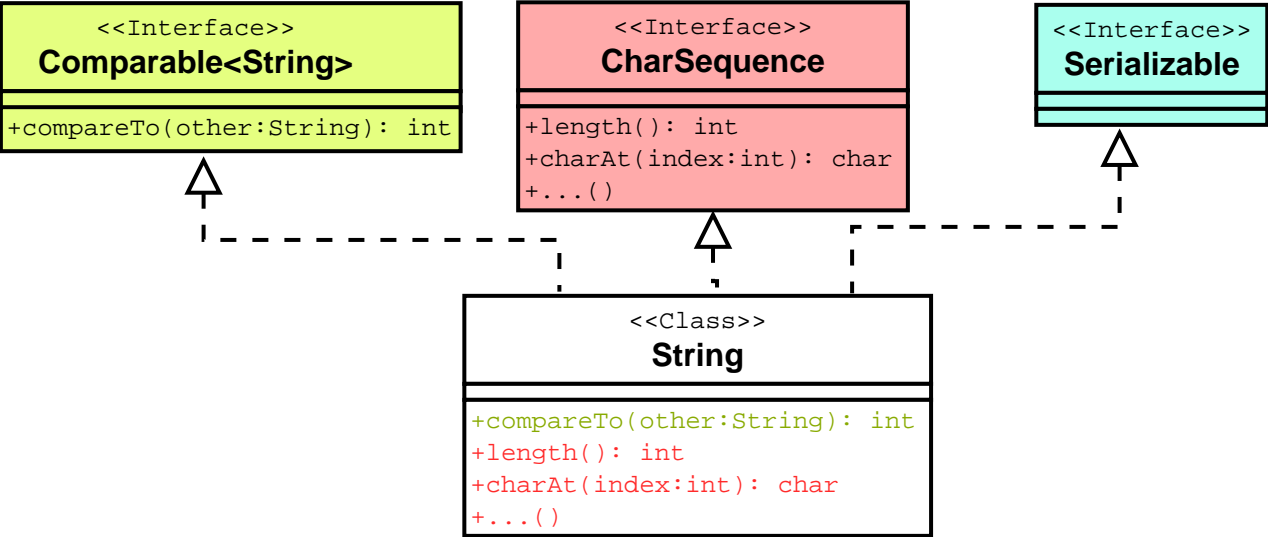 <<Interface>>
Comparable<String>
+compareTo(other:String): int
<<Interface>>
CharSequence
+length(): int
+charAt(index:int): char
+...()
<<Interface>>
Serializable
<<Class>>
String
+compareTo(other:String): int
+length(): int
+charAt(index:int): char
+...()